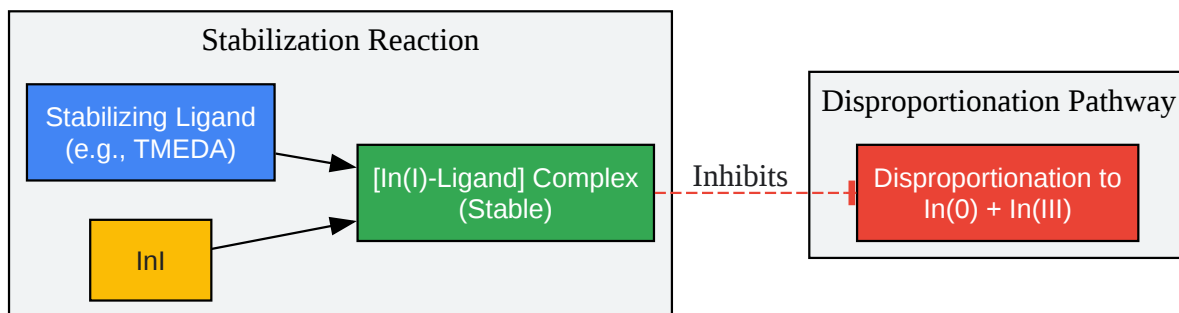 Stabilization Reaction
Stabilizing Ligand
(e.g., TMEDA)
InI
[In(I)-Ligand] Complex
(Stable)
Inhibits
Disproportionation Pathway
Disproportionation to
In(0) + In(III)